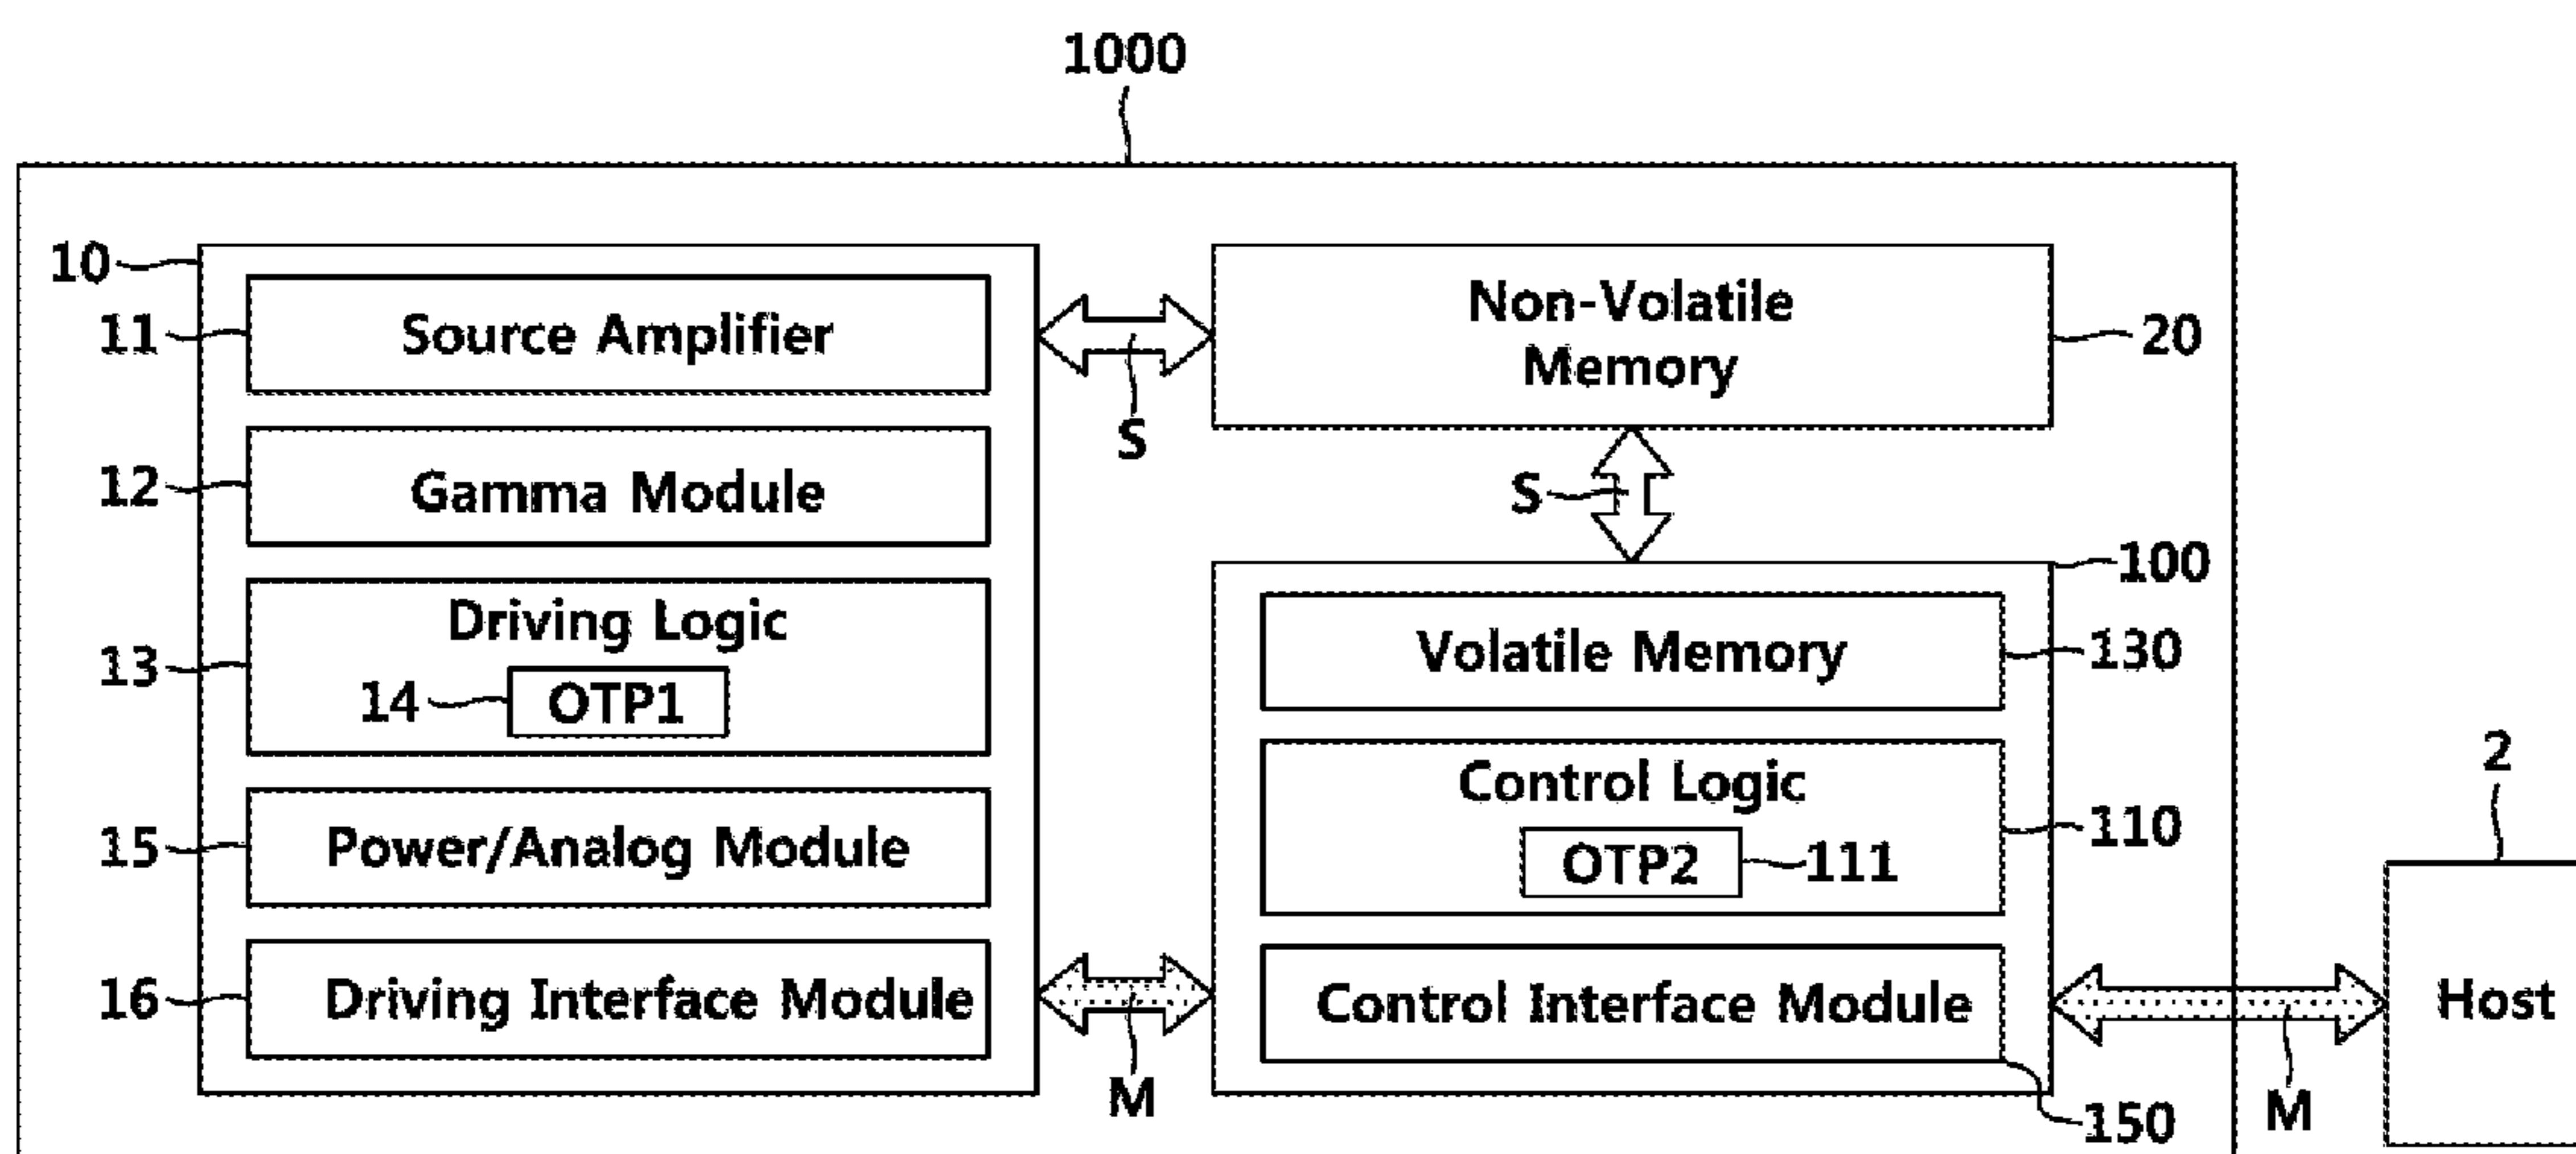 1000
10
11
Source Amplifier
12
Gamma Module
13
Driving Logic
14
OTP1
15
Power/Analog Module
16
Driving Interface Module
S
Non-Volatile
Memory
20
S
100
Volatile Memory
130
Control Logic
110
OTP2
111
Control Interface Module
150
M
M
2
Host